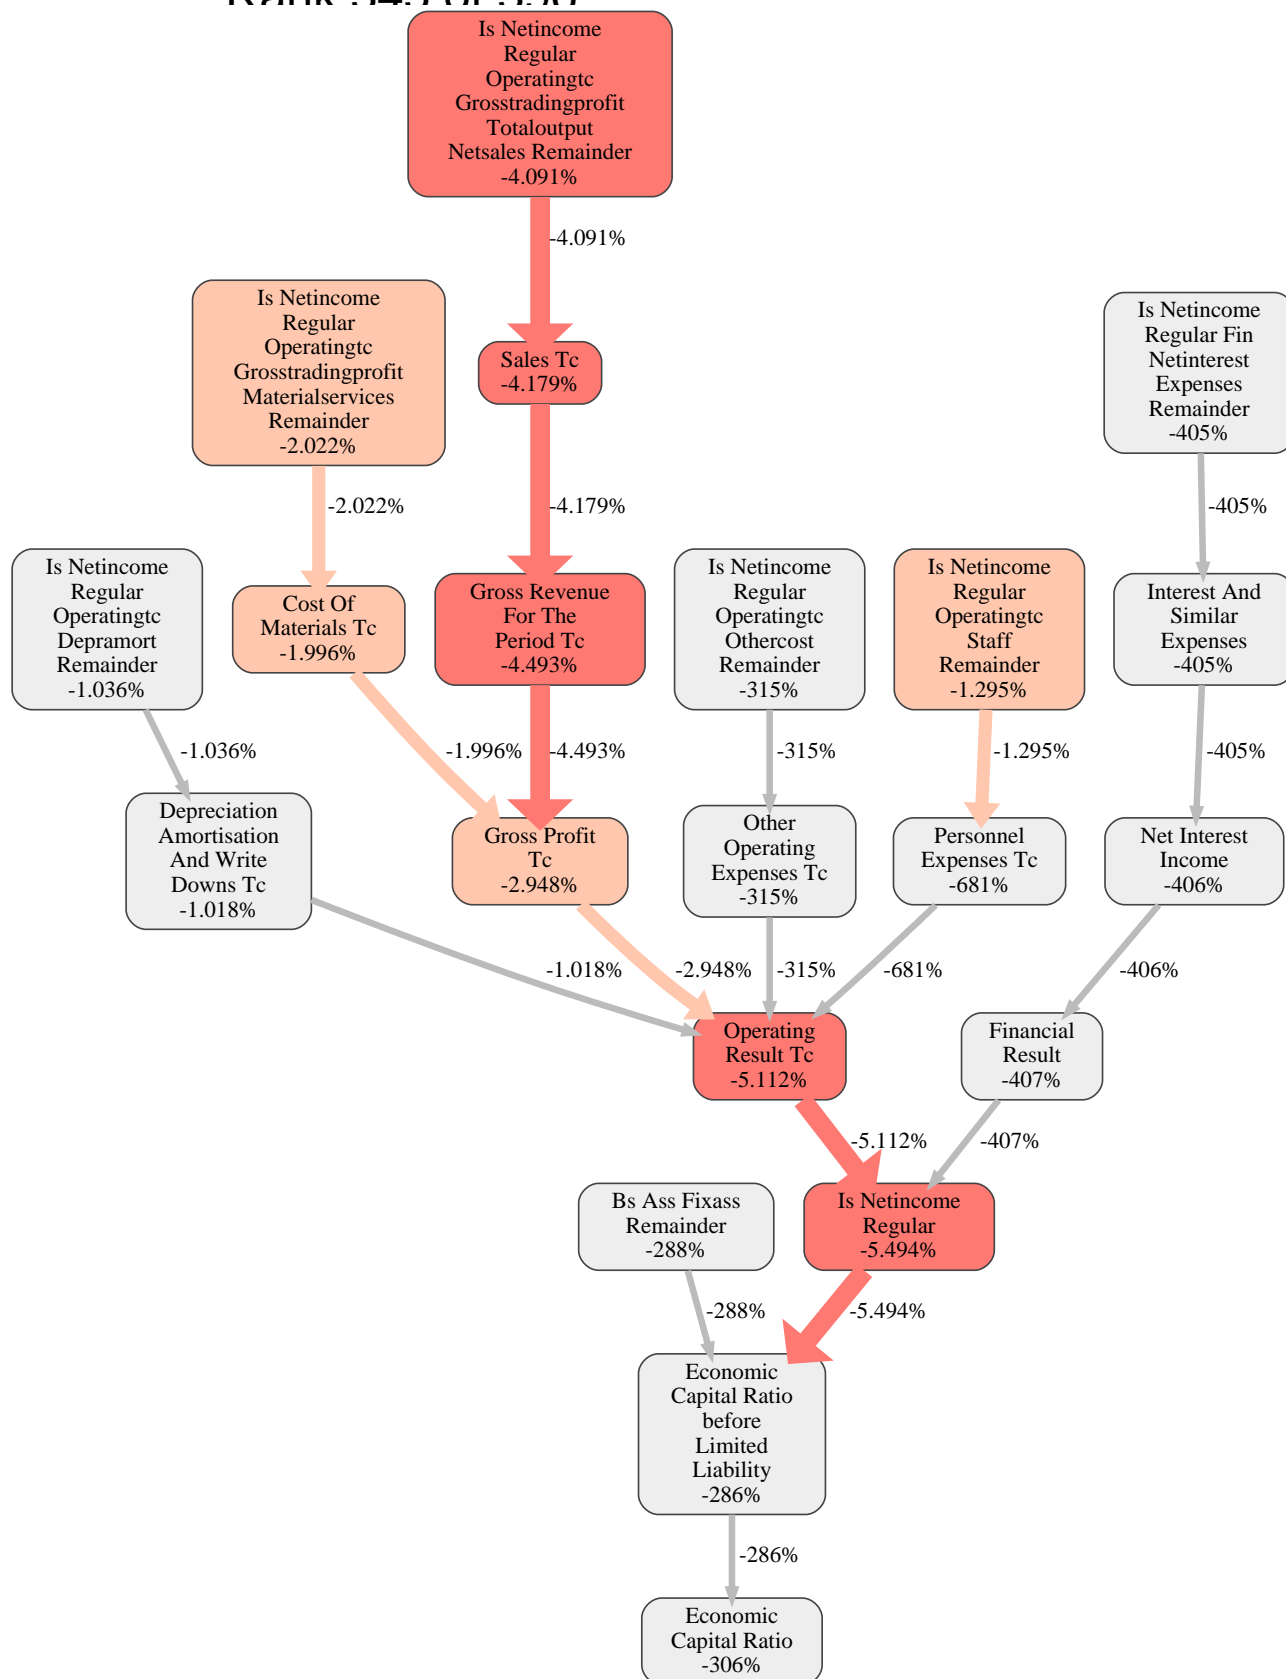 Is Netincome
Regular
Operatingtc
Grosstradingprofit
Totaloutput
Netsales Remainder
-4.091%
-4.091%
Is Netincome
Regular
Operatingtc
Grosstradingprofit
Materialservices
Remainder
-2.022%
Sales Tc
-4.179%
Is Netincome
Regular Fin
Netinterest
Expenses
Remainder
-405%
-2.022%
-4.179%
-405%
Is Netincome
Regular
Operatingtc
Depramort
Remainder
-1.036%
Cost Of
Materials Tc
-1.996%
Gross Revenue
For The
Period Tc
-4.493%
Is Netincome
Regular
Operatingtc
Othercost
Remainder
-315%
Is Netincome
Regular
Operatingtc
Staff
Remainder
-1.295%
Interest And
Similar
Expenses
-405%
-1.036%
-1.996%
-4.493%
-315%
-1.295%
-405%
Depreciation
Amortisation
And Write
Downs Tc
-1.018%
Gross Profit
Tc
-2.948%
Other
Operating
Expenses Tc
-315%
Personnel
Expenses Tc
-681%
Net Interest
Income
-406%
-1.018%
-2.948%
-315%
-681%
-406%
Operating
Result Tc
-5.112%
Financial
Result
-407%
-5.112%
-407%
Bs Ass Fixass
Remainder
-288%
Is Netincome
Regular
-5.494%
-288%
-5.494%
Economic
Capital Ratio
before
Limited
Liability
-286%
-286%
Economic
Capital Ratio
-306%